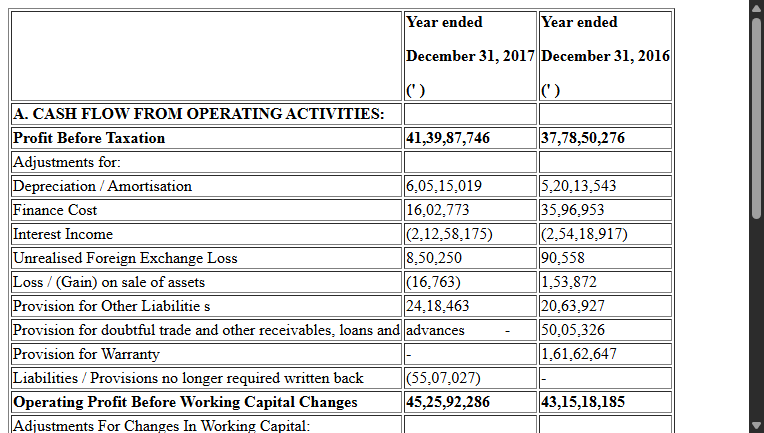 Year ended Year ended
December 31, 2017 December 31, 2016
(' ) (' )
A. CASH FLOW FROM OPERATING ACTIVITIES:
Profit Before Taxation 41,39,87,746 37,78,50,276
Adjustments for:
Depreciation / Amortisation 6,05,15,019 5,20,13,543
Finance Cost 16,02,773 35,96,953
Interest Income (2,12,58,175) (2,54,18,917)
Unrealised Foreign Exchange Loss 8,50,250 90,558
Loss / (Gain) on sale of assets (16,763) 1,53,872
Provision for Other Liabilitie s 24,18,463 20,63,927
Provision for doubtful trade and other receivables, loans and advances - 50,05,326
Provision for Warranty - 1,61,62,647
Liabilities / Provisions no longer required written back (55,07,027) -
Operating Profit Before Working Capital Changes 45,25,92,286 43,15,18,185
Adjustments For Changes In Working Capital: